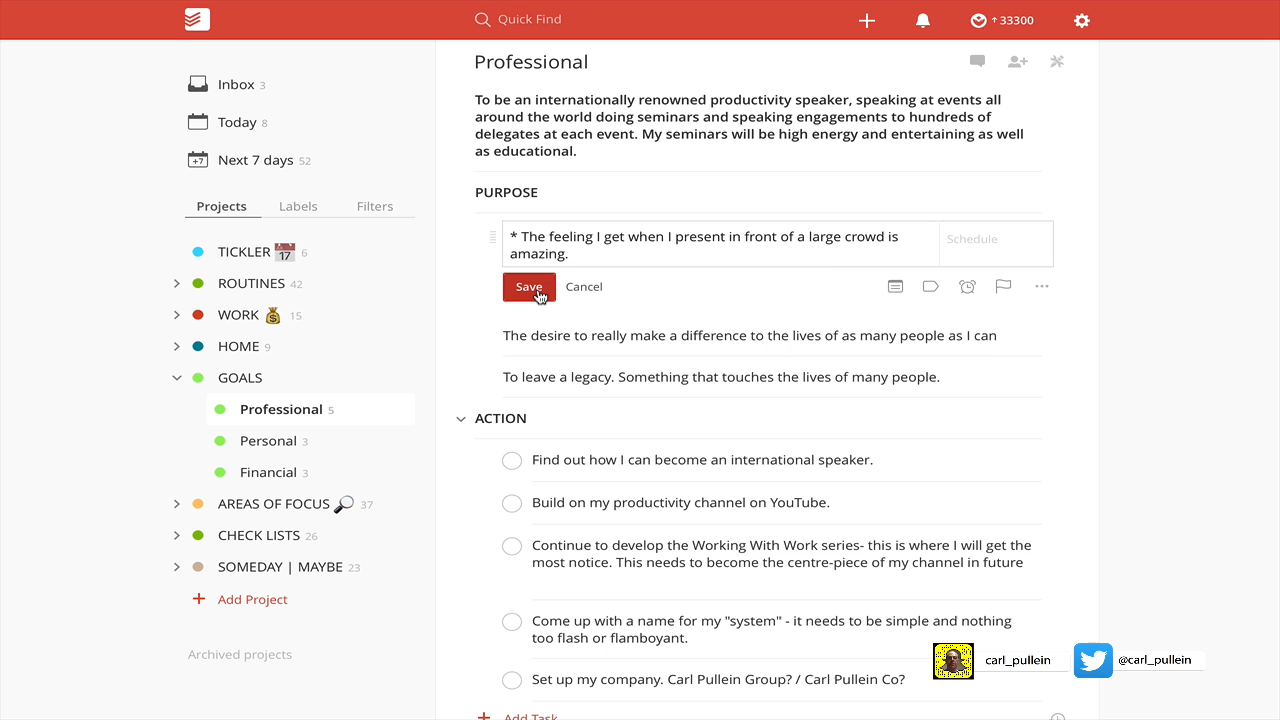 Quick Find
33300
Inbox 3
Today 8
+7 Next 7 days 52
Projects Labels Filters
TICKLER 17 6
ROUTINES 42
WORK 15
HOME 9
GOALS
Professional 5
Personal 3
Financial 3
AREAS OF FOCUS 37
CHECK LISTS 26
SOMEDAY | MAYBE 23
+ Add Project
Archived projects
Professional
To be an internationally renowned productivity speaker, speaking at events all
around the world doing seminars and speaking engagements to hundreds of
delegates at each event. My seminars will be high energy and entertaining as well
as educational.
PURPOSE
* The feeling I get when I present in front of a large crowd is
amazing.
Schedule
Save Cancel
The desire to really make a difference to the lives of as many people as I can
To leave a legacy. Something that touches the lives of many people.
ACTION
Find out how I can become an international speaker.
Build on my productivity channel on YouTube.
Continue to develop the Working With Work series- this is where I will get the
most notice. This needs to become the centre-piece of my channel in future
Come up with a name for my "system" - it needs to be simple and nothing
too flash or flamboyant.
Set up my company. Carl Pullein Group? / Carl Pullein Co?
+ Add Task
carl_pullein
@carl_pullein